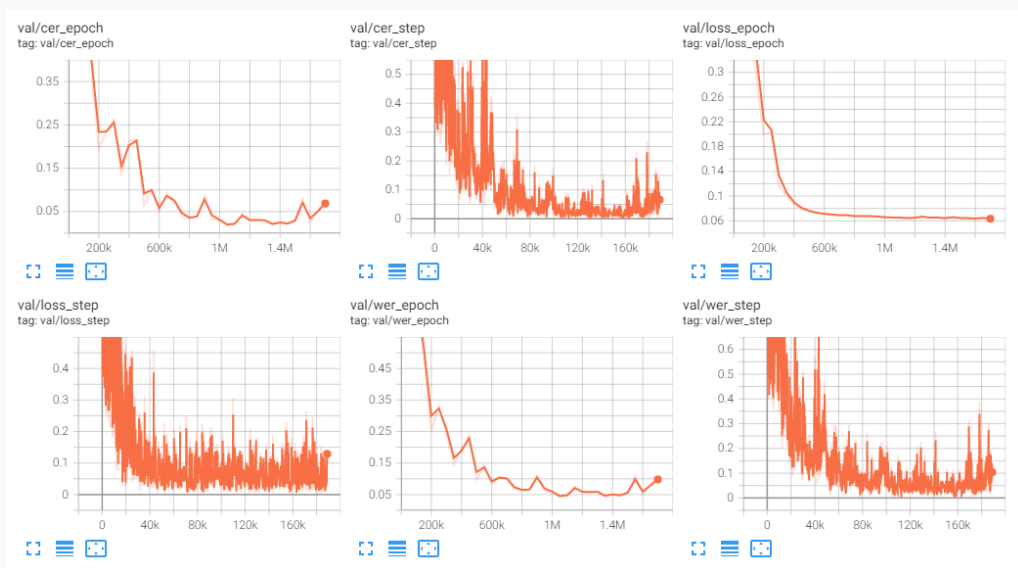 val/cer_epoch
tag: val/cer_epoch
0.35
0.25
0.15
0.05
200k 600k 1M 1.4M
val/cer_step
tag: val/cer_step
0.5
0.4
0.3
0.2
0.1
0
0 40k 80k 120k 160k
val/loss_epoch
tag: val/loss_epoch
0.3
0.26
0.22
0.18
0.14
0.1
0.06
200k 600k 1M 1.4M
val/loss_step
tag: val/loss_step
0.4
0.3
0.2
0.1
0
0 40k 80k 120k 160k
val/wer_epoch
tag: val/wer_epoch
0.45
0.35
0.25
0.15
0.05
200k 600k 1M 1.4M
val/wer_step
tag: val/wer_step
0.6
0.5
0.4
0.3
0.2
0.1
0
0 40k 80k 120k 160k